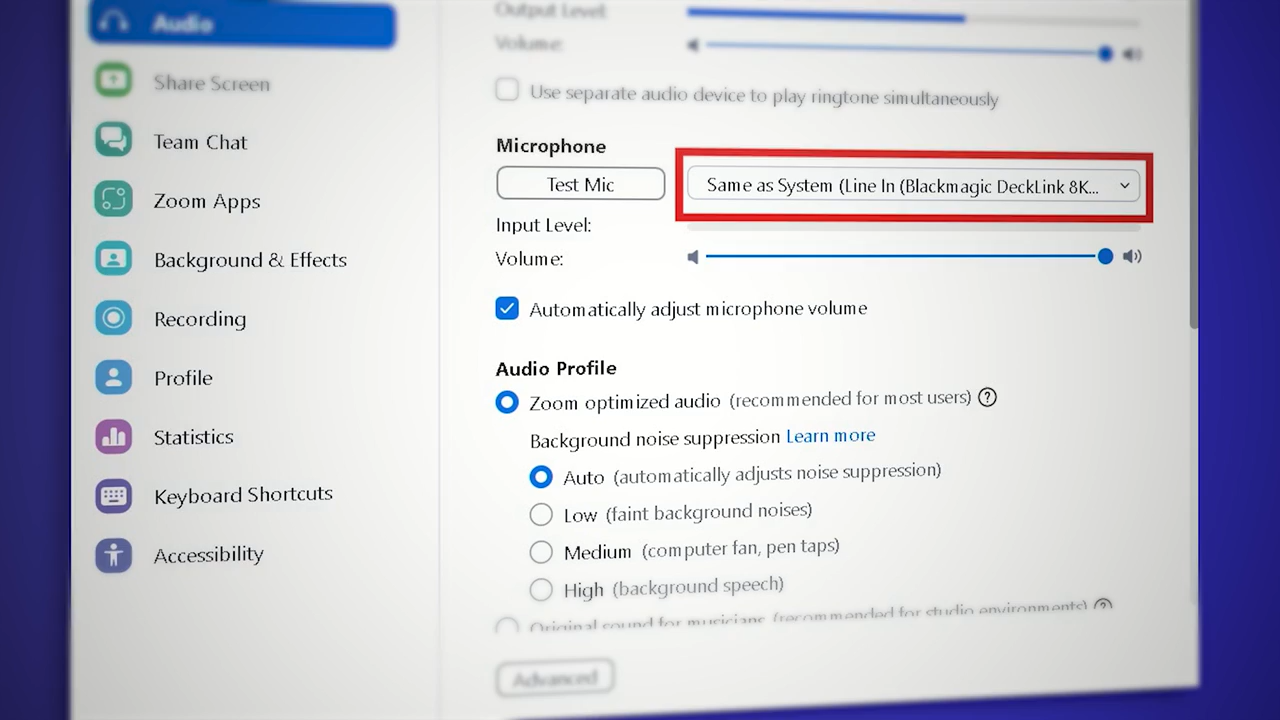 Audio
Share Screen
Team Chat
Zoom Apps
Background & Effects
Recording
Profile
Statistics
Keyboard Shortcuts
Accessibility
Output Level:
Volume:
Use separate audio device to play ringtone simultaneously
Microphone
Test Mic
Same as System (Line In (Blackmagic DeckLink 8K...
Input Level:
Volume:
Automatically adjust microphone volume
Audio Profile
Zoom optimized audio (recommended for most users) ?
Background noise suppression Learn more
Auto (automatically adjusts noise suppression)
Low (faint background noises)
Medium (computer fan, pen taps)
High (background speech)
Original sound for musicians (recommended for studio environments) ?
Advanced